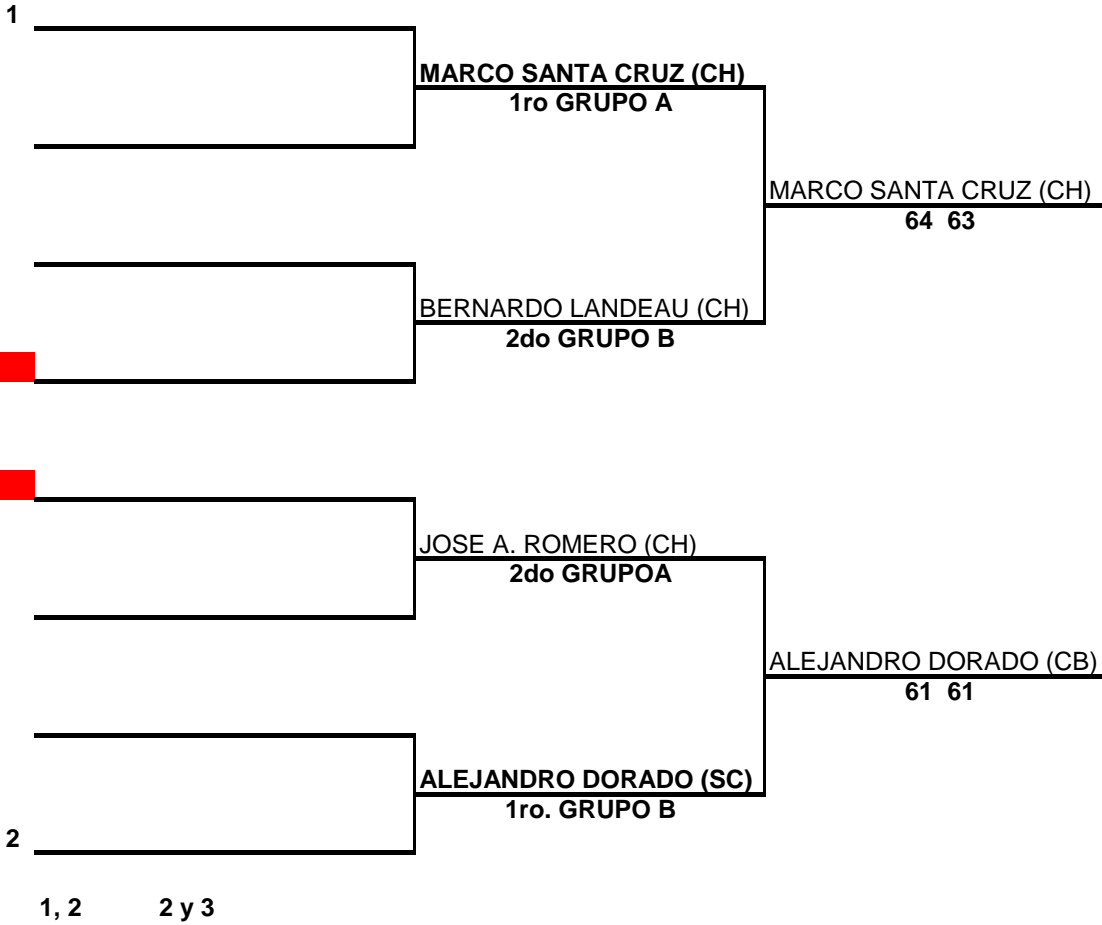 1
MARCO SANTA CRUZ (CH)
1ro GRUPO A
MARCO SANTA CRUZ (CH)
64 63
BERNARDO LANDEAU (CH)
2do GRUPO B
JOSE A. ROMERO (CH)
2do GRUPOA
ALEJANDRO DORADO (CB)
61 61
ALEJANDRO DORADO (SC)
1ro. GRUPO B
2
1, 2 2 y 3